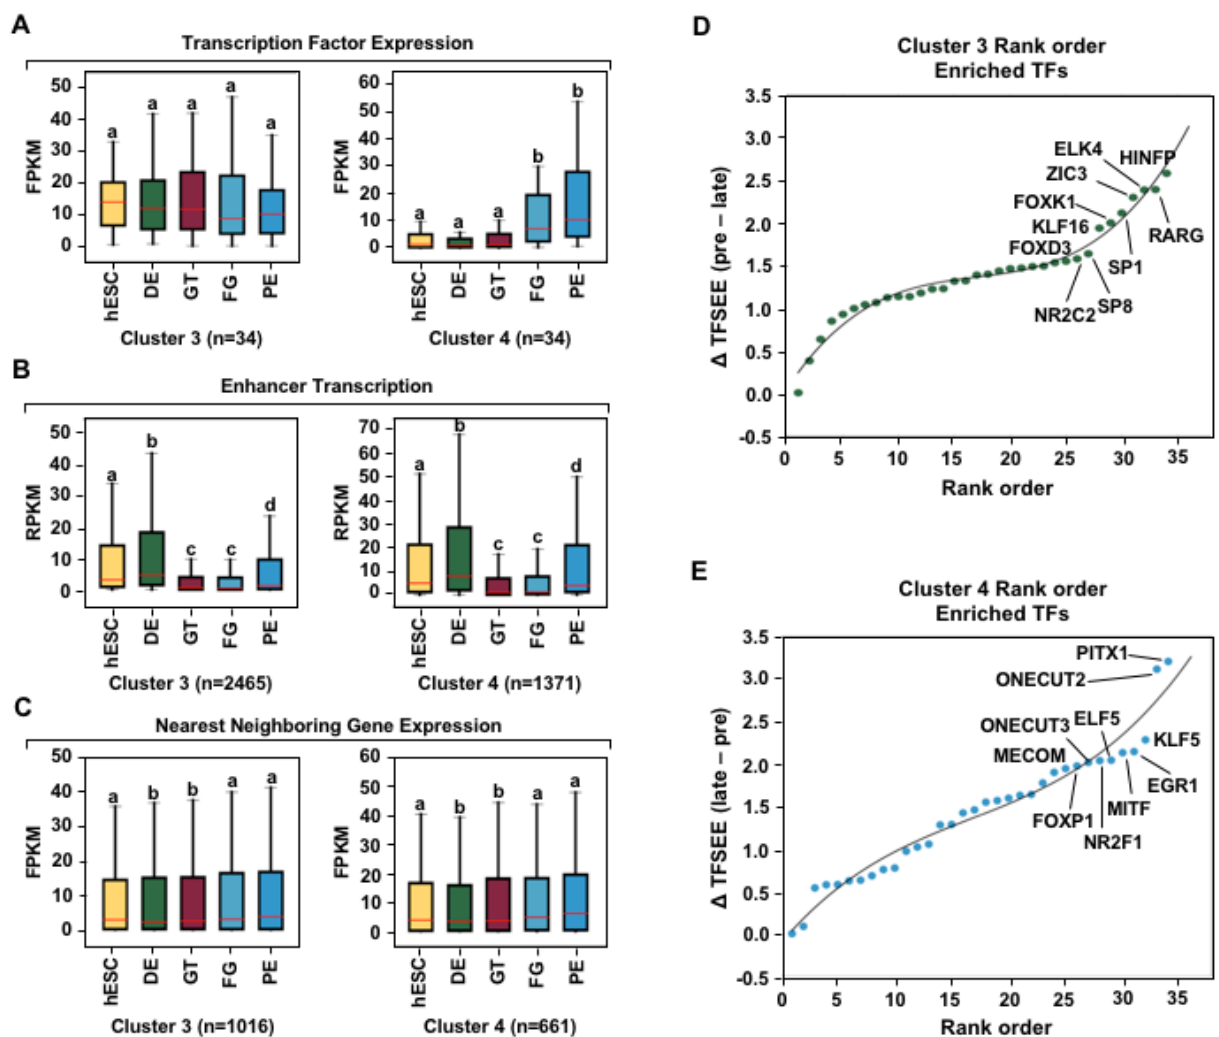 A
Transcription Factor Expression
FPKM
50
40
30
20
10
0
a a a a a
hESC DE GT FG PE
Cluster 3 (n=34)
FPKM
60
50
40
30
20
10
0
a a a b b
hESC DE GT FG PE
Cluster 4 (n=34)
B
Enhancer Transcription
RPKM
50
40
30
20
10
0
a b c c d
hESC DE GT FG PE
Cluster 3 (n=2465)
RPKM
70
60
50
40
30
20
10
0
a b c c d
hESC DE GT FG PE
Cluster 4 (n=1371)
C
Nearest Neighboring Gene Expression
FPKM
50
40
30
20
10
0
a b b a a
hESC DE GT FG PE
Cluster 3 (n=1016)
FPKM
60
50
40
30
20
10
0
a b b a a
hESC DE GT FG PE
Cluster 4 (n=661)
D
Cluster 3 Rank order
Enriched TFs
Δ TFSEE (pre – late)
3.5
3.0
2.5
2.0
1.5
1.0
0.5
0.0
-0.5
ELK4
HINFP
ZIC3
FOXK1
KLF16
RARG
FOXD3
SP1
NR2C2
SP8
0 5 10 15 20 25 30 35
Rank order
E
Cluster 4 Rank order
Enriched TFs
Δ TFSEE (late – pre)
3.5
3.0
2.5
2.0
1.5
1.0
0.5
0.0
-0.5
PITX1
ONECUT2
ONECUT3
ELF5
KLF5
MECOM
EGR1
MITF
FOXP1
NR2F1
0 5 10 15 20 25 30 35
Rank order